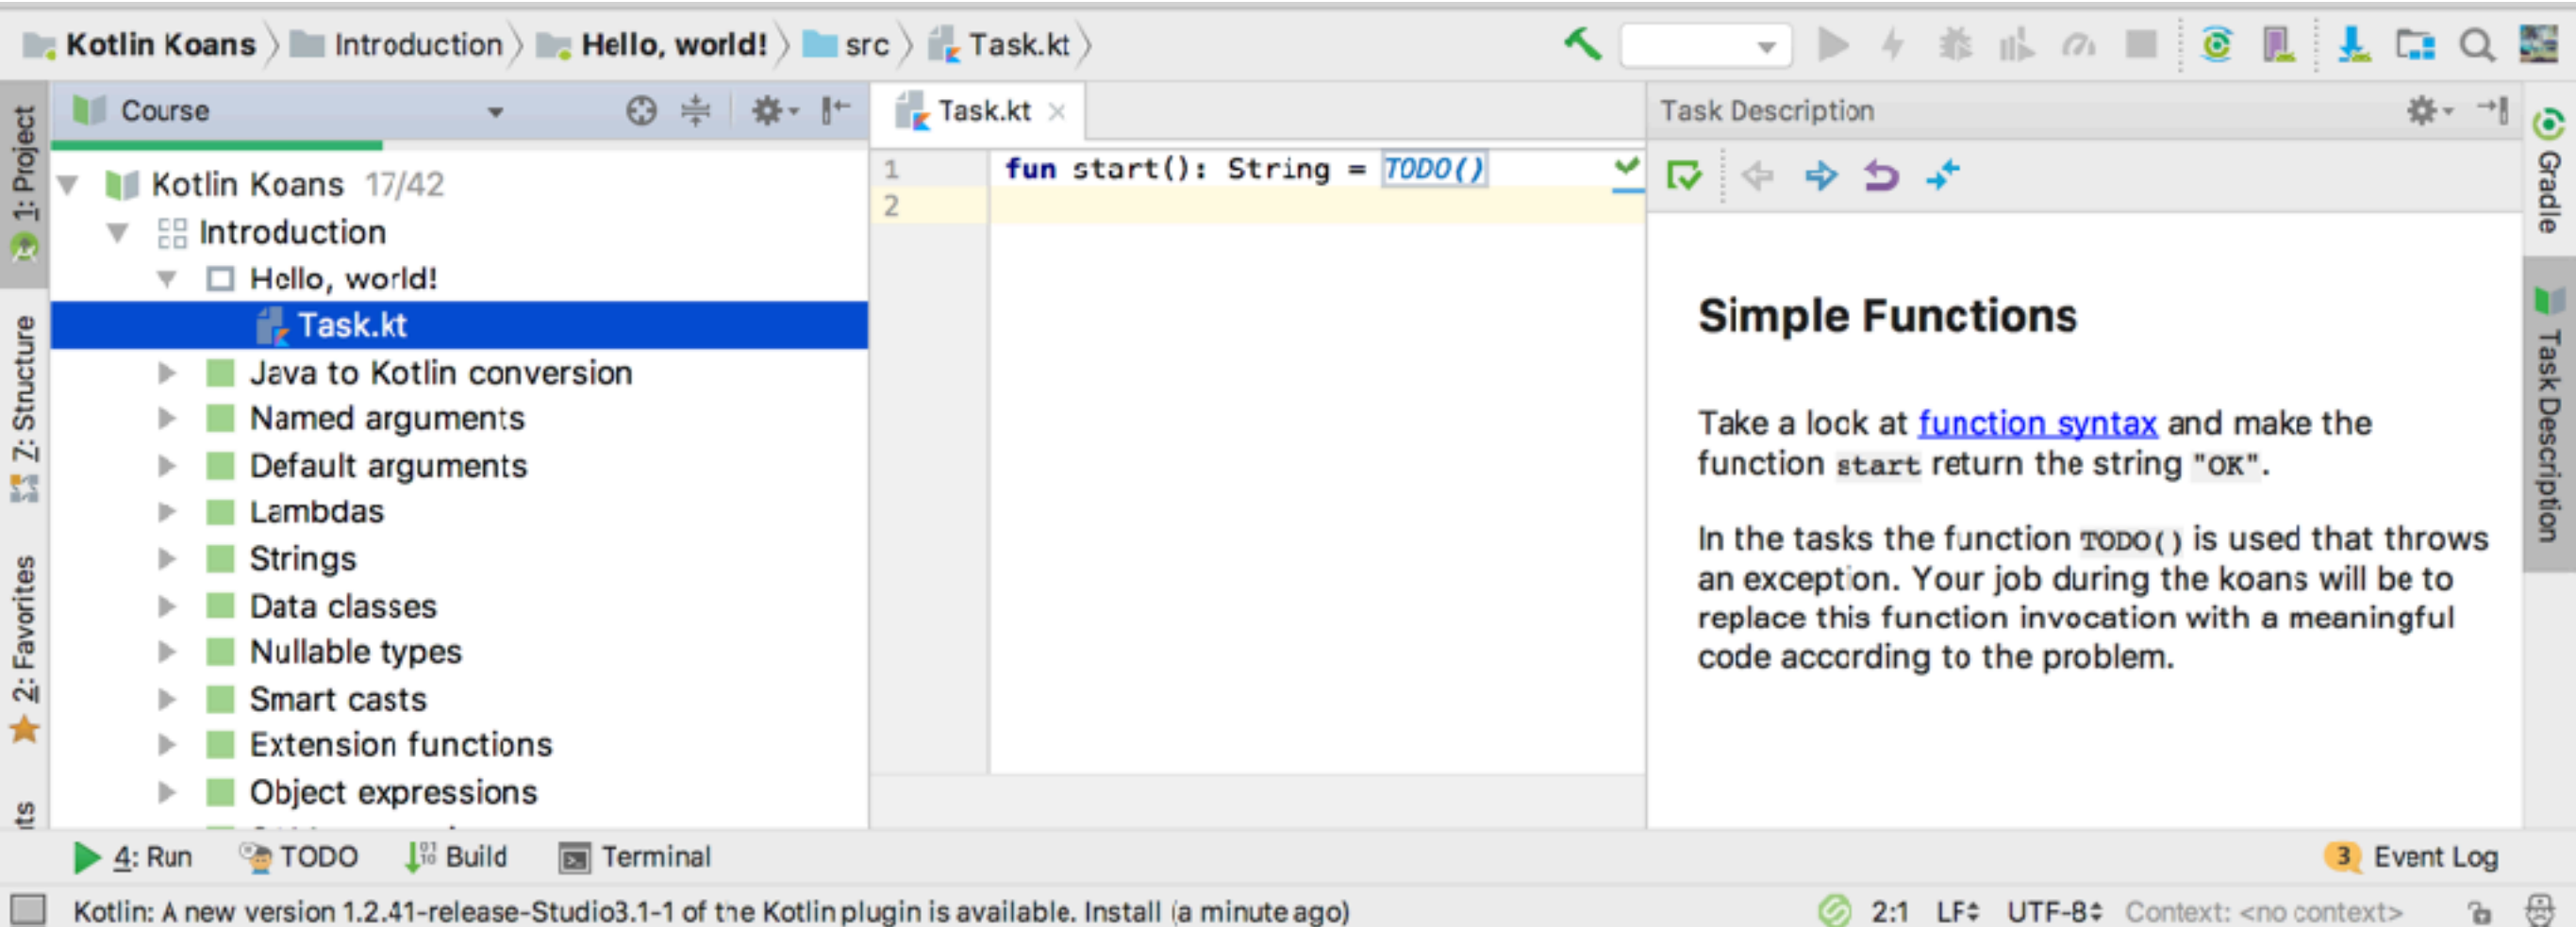 Kotlin Koans Introduction Hello, world! src Task.kt
1: Project
Z: Structure
2: Favorites
Course
Kotlin Koans 17/42
Introduction
Hello, world!
Task.kt
Java to Kotlin conversion
Named arguments
Default arguments
Lambdas
Strings
Data classes
Nullable types
Smart casts
Extension functions
Object expressions
Task.kt
1 fun start(): String = TODO()
2
Task Description
Simple Functions
Take a look at function syntax and make the
function start return the string "OK".
In the tasks the function TODO() is used that throws
an exception. Your job during the koans will be to
replace this function invocation with a meaningful
code according to the problem.
Gradle
Task Description
4: Run TODO Build Terminal
3 Event Log
Kotlin: A new version 1.2.41-release-Studio3.1-1 of the Kotlin plugin is available. Install (a minute ago)
2:1 LF UTF-8 Context: <no context>